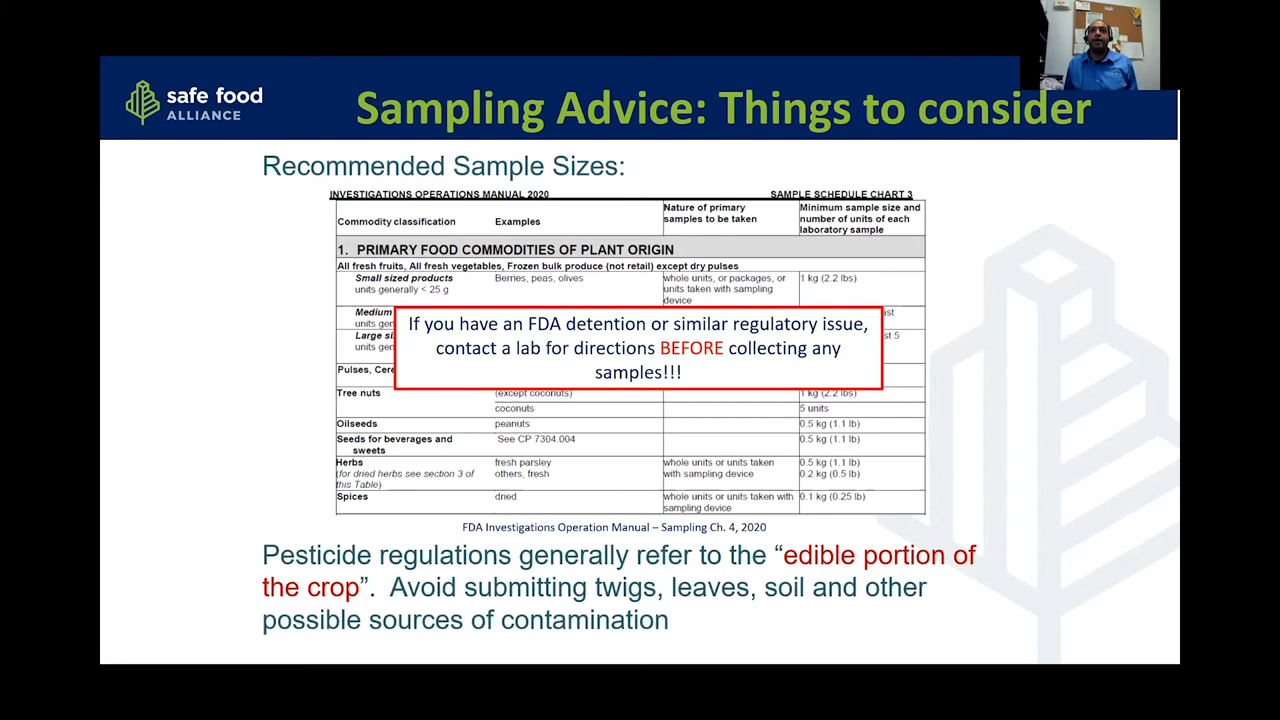 safe food
ALLIANCE
Sampling Advice: Things to consider
Recommended Sample Sizes:
INVESTIGATIONS OPERATIONS MANUAL 2020 SAMPLE SCHEDULE CHART 3
Commodity classification Examples Nature of primary samples to be taken Minimum sample size and number of units of each laboratory sample
1. PRIMARY FOOD COMMODITIES OF PLANT ORIGIN
All fresh fruits, All fresh vegetables, Frozen bulk produce (not retail) except dry pulses
Small sized products Berries, peas, olives whole units, or packages, or 1 kg (2.2 lbs)
units generally < 25 g units taken with sampling
device
Medium
units gen
Large si
units gen
If you have an FDA detention or similar regulatory issue,
contact a lab for directions BEFORE collecting any
samples!!!
Pulses, Cere
Tree nuts (except coconuts) 1 kg (2.2 lbs)
coconuts 5 units
Oilseeds peanuts 0.5 kg (1.1 lb)
Seeds for beverages and See CP 7304.004 0.5 kg (1.1 lb)
sweets
Herbs fresh parsley whole units or units taken 0.5 kg (1.1 lb)
(for dried herbs see section 3 of others, fresh with sampling device 0.2 kg (0.5 lb)
this Table)
Spices dried whole units or units taken with 0.1 kg (0.25 lb)
sampling device
FDA Investigations Operation Manual – Sampling Ch. 4, 2020
Pesticide regulations generally refer to the “edible portion of
the crop”. Avoid submitting twigs, leaves, soil and other
possible sources of contamination